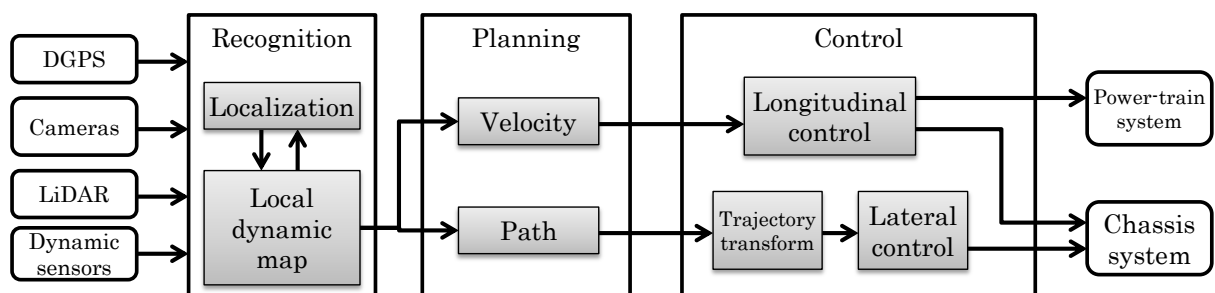 DGPS
Cameras
LiDAR
Dynamic
sensors
Recognition
Localization
Local
dynamic
map
Planning
Velocity
Path
Control
Longitudinal
control
Trajectory
transform
Lateral
control
Power-train
system
Chassis
system